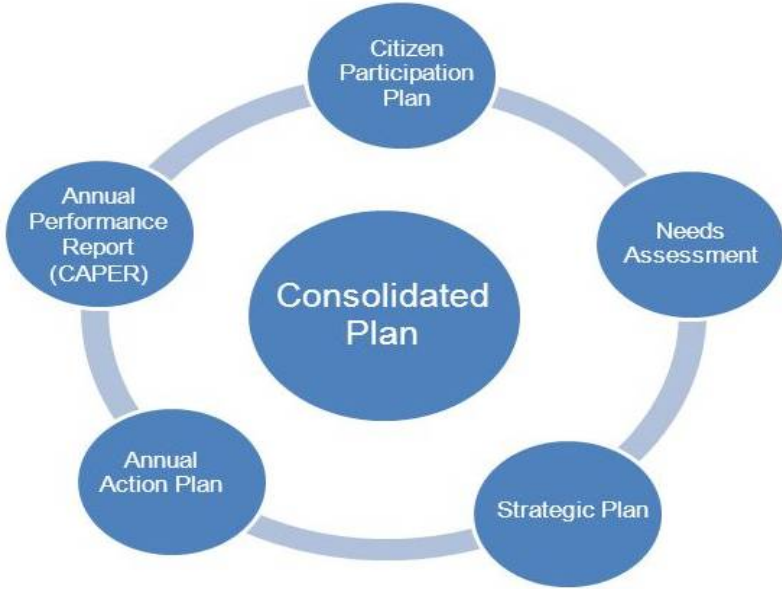 Citizen
Participation
Plan
Needs
Assessment
Strategic Plan
Annual
Action Plan
Annual
Performance
Report
(CAPER)
Consolidated
Plan